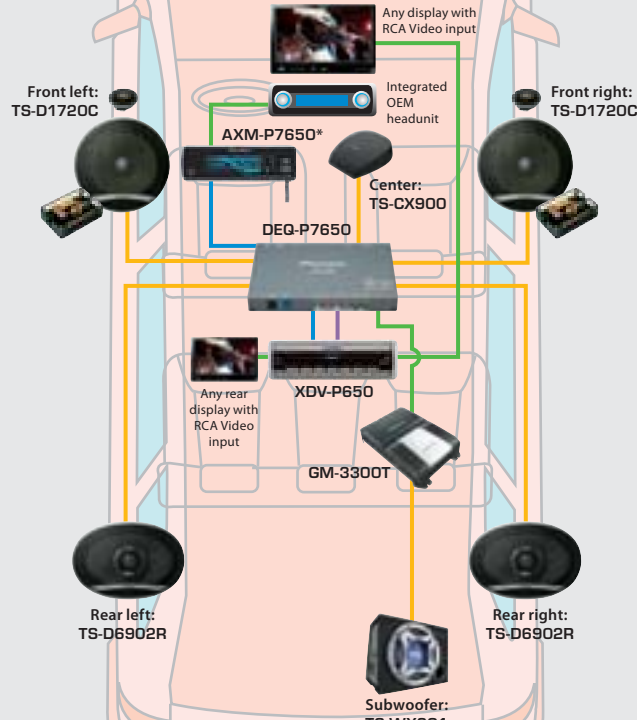 Any display with
RCA Video input
Integrated
OEM
headunit
Front left:
TS-D1720C
Front right:
TS-D1720C
AXM-P7650*
Center:
TS-CX900
DEQ-P7650
XDV-P650
Any rear
display with
RCA Video
input
GM-3300T
Rear left:
TS-D6902R
Rear right:
TS-D6902R
Subwoofer: